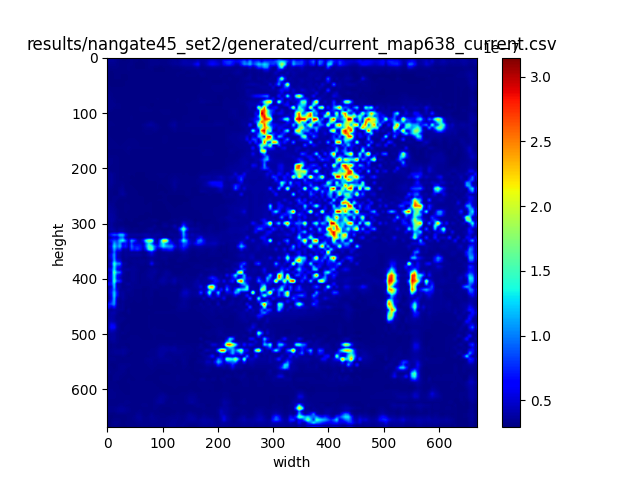 results/nangate45_set2/generated/current_map638_current.csv
1e−7
0
100
200
300
400
500
600
height
0 100 200 300 400 500 600
width
3.0
2.5
2.0
1.5
1.0
0.5